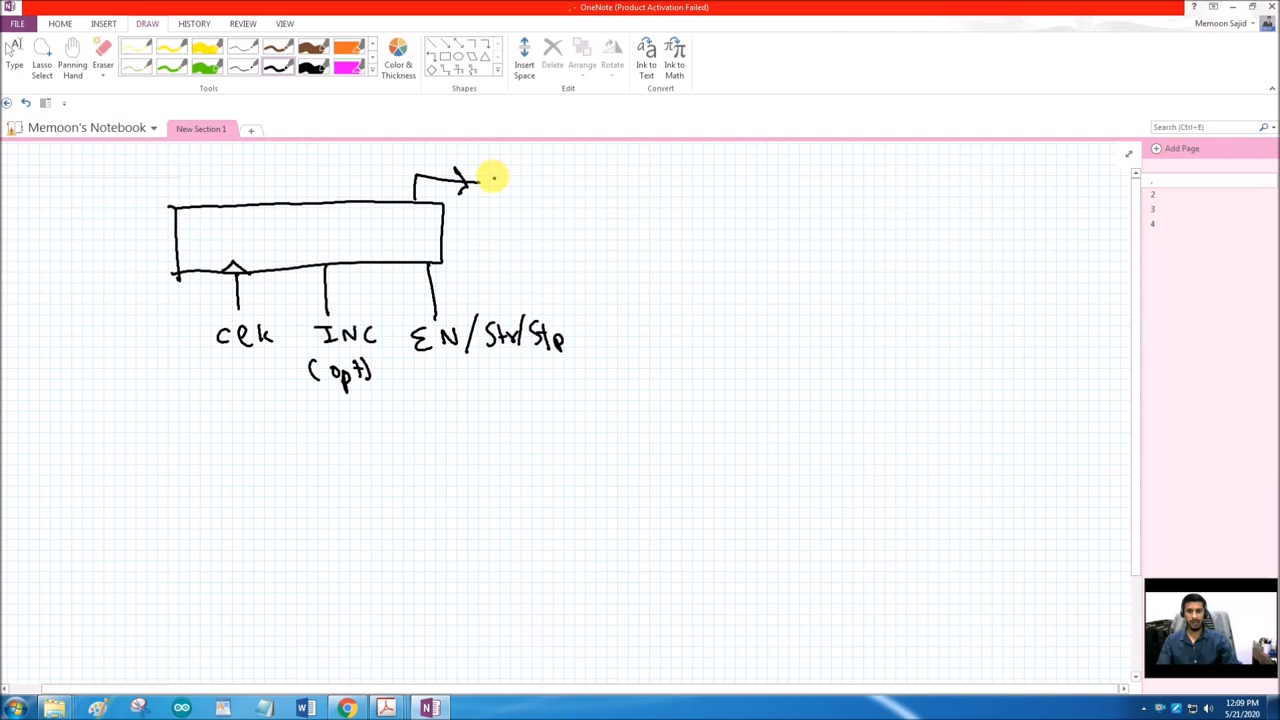 , - OneNote (Product Activation Failed)
FILE HOME INSERT DRAW HISTORY REVIEW VIEW
Memoon Sajid
Type Lasso Select Panning Hand Eraser Color & Thickness Insert Space Delete Arrange Rotate Ink to Text Ink to Math
Tools Shapes Edit Convert
Memoon's Notebook New Section 1 Search (Ctrl+E)
Add Page
,
2
3
4
Clk INC EN/Str/Stp
(opt)
12:09 PM
5/21/2020